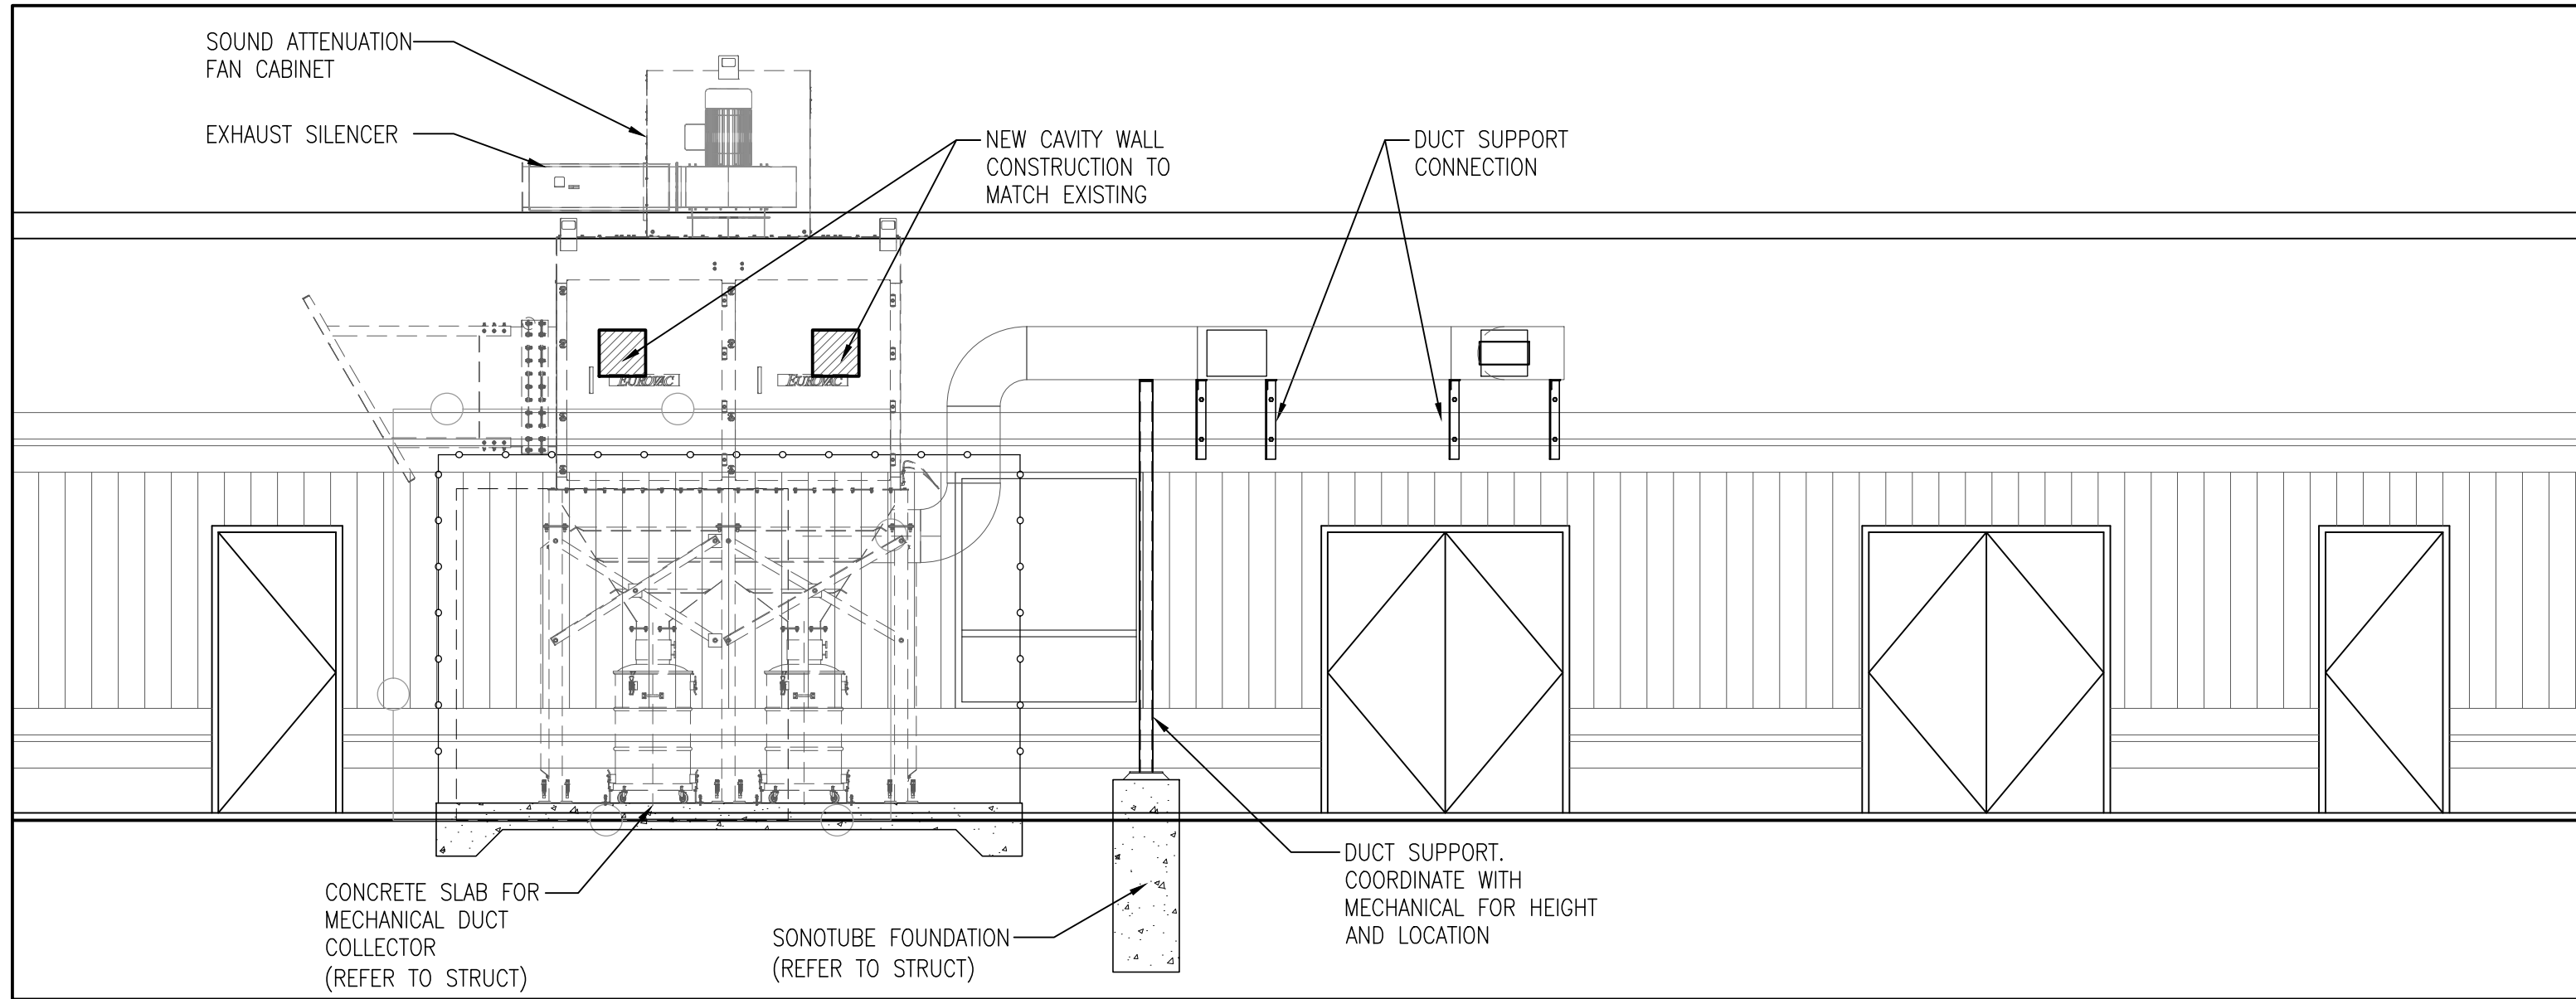 SOUND ATTENUATION
FAN CABINET
EXHAUST SILENCER
NEW CAVITY WALL
CONSTRUCTION TO
MATCH EXISTING
DUCT SUPPORT
CONNECTION
EUROVAC
EUROVAC
CONCRETE SLAB FOR
MECHANICAL DUCT
COLLECTOR
(REFER TO STRUCT)
SONOTUBE FOUNDATION
(REFER TO STRUCT)
DUCT SUPPORT.
COORDINATE WITH
MECHANICAL FOR HEIGHT
AND LOCATION